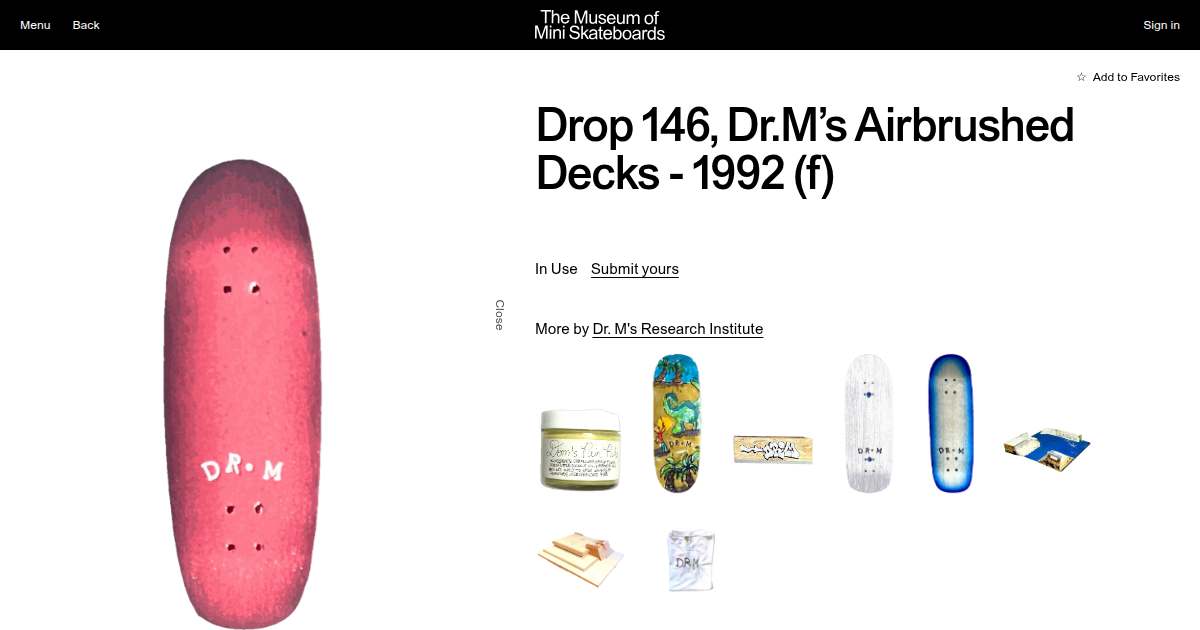 Menu
Back
The Museum of
Mini Skateboards
Sign in
☆ Add to Favorites
Drop 146, Dr.M’s Airbrushed
Decks - 1992 (f)
In Use
Submit yours
Close
More by Dr. M's Research Institute
DR•M
DR•M
DR•M
DR•M
DRM